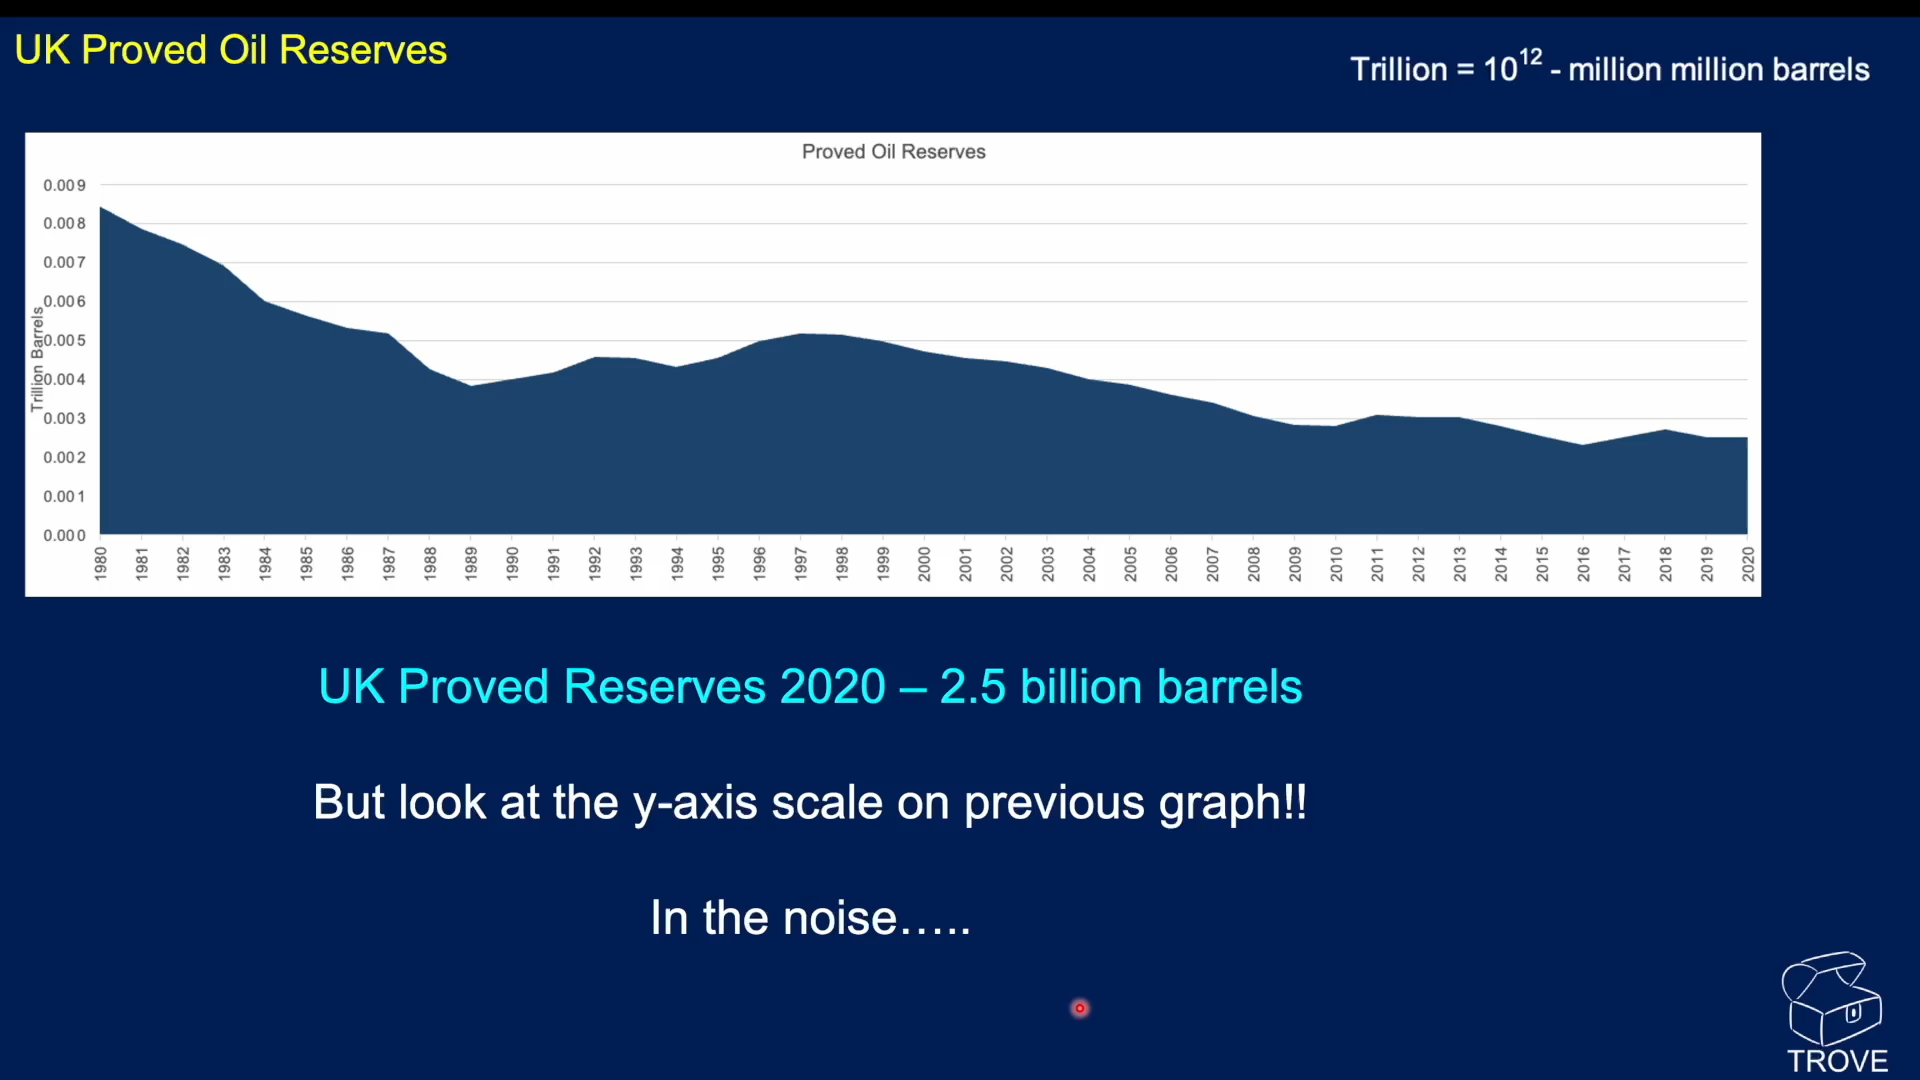 UK Proved Oil Reserves
Trillion = 10¹² - million million barrels
Proved Oil Reserves
Trillion Barrels
0.009
0.008
0.007
0.006
0.005
0.004
0.003
0.002
0.001
0.000
1980 1981 1982 1983 1984 1985 1986 1987 1988 1989 1990 1991 1992 1993 1994 1995 1996 1997 1998 1999 2000 2001 2002 2003 2004 2005 2006 2007 2008 2009 2010 2011 2012 2013 2014 2015 2016 2017 2018 2019 2020
UK Proved Reserves 2020 – 2.5 billion barrels
But look at the y-axis scale on previous graph!!
In the noise…..
TROVE